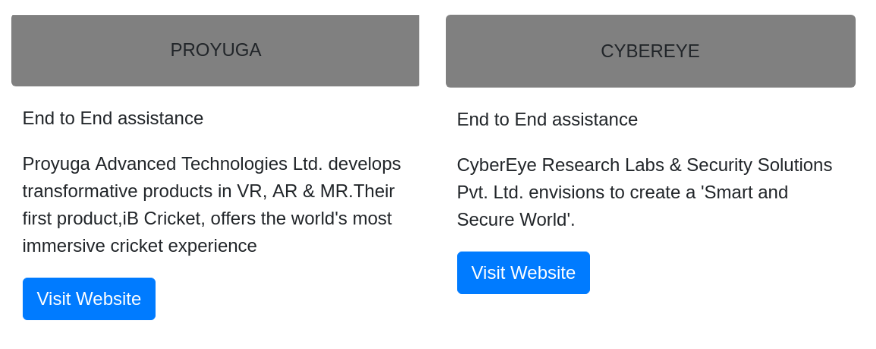 PROYUGA
End to End assistance
Proyuga Advanced Technologies Ltd. develops
transformative products in VR, AR & MR.Their
first product,iB Cricket, offers the world's most
immersive cricket experience
Visit Website
CYBEREYE
End to End assistance
CyberEye Research Labs & Security Solutions
Pvt. Ltd. envisions to create a 'Smart and
Secure World'.
Visit Website